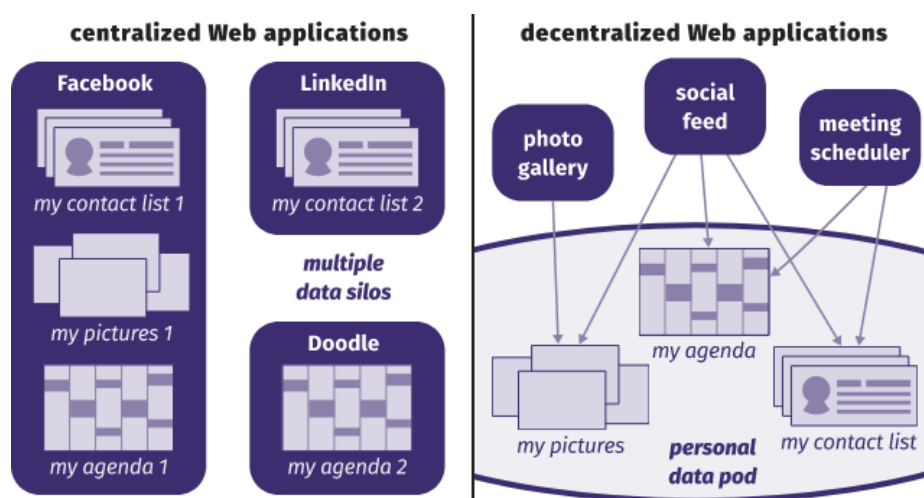 centralized Web applications
Facebook
my contact list 1
my pictures 1
my agenda 1
LinkedIn
my contact list 2
multiple
data silos
Doodle
my agenda 2
decentralized Web applications
photo
gallery
social
feed
meeting
scheduler
my agenda
my pictures
my contact list
personal
data pod